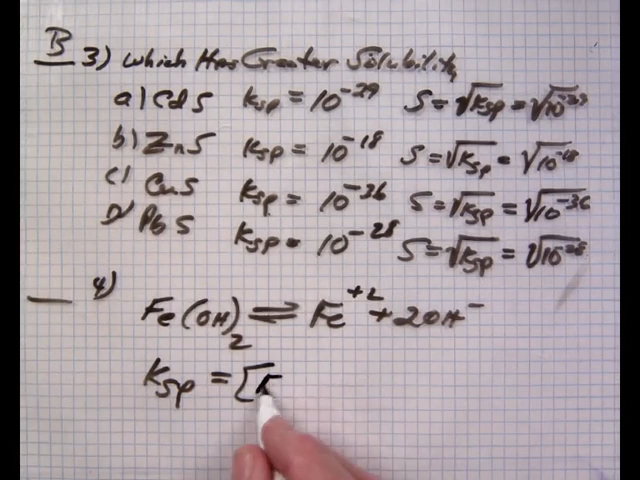 B 3) Which Has Greater Solubility
a) CdS Ksp = 10⁻²⁹ S = √Ksp = √10⁻²⁹
b) ZnS Ksp = 10⁻¹⁸ S = √Ksp = √10⁻¹⁸
c) CuS Ksp = 10⁻³⁶ S = √Ksp = √10⁻³⁶
D) PbS Ksp = 10⁻²⁸ S = √Ksp = √10⁻²⁸
4) Fe(OH)₂ ⇌ Fe⁺² + 2OH⁻
Ksp = [F